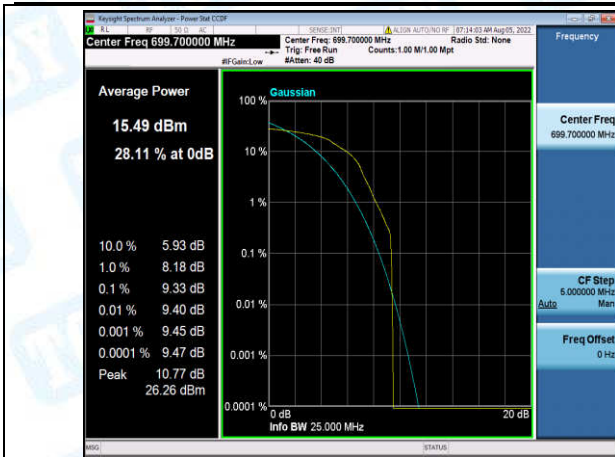 Keysight Spectrum Analyzer - Power Stat CCDF
RL RF 50 Ω AC SENSE:INT ALIGN AUTO/NO RF 07:14:03 AM Aug 05, 2022
Center Freq 699.700000 MHz
Center Freq: 699.700000 MHz Radio Std: None
Trig: Free Run Counts:1.00 M/1.00 Mpt
#IFGain:Low #Atten: 40 dB
Frequency
Average Power
15.49 dBm
28.11 % at 0dB
10.0 % 5.93 dB
1.0 % 8.18 dB
0.1 % 9.33 dB
0.01 % 9.40 dB
0.001 % 9.45 dB
0.0001 % 9.47 dB
Peak 10.77 dB
26.26 dBm
Gaussian
100 %
10 %
1 %
0.1 %
0.01 %
0.001 %
0.0001 %
0 dB 20 dB
Info BW 25.000 MHz
Center Freq
699.700000 MHz
CF Step
5.000000 MHz
Auto Man
Freq Offset
0 Hz
MSG STATUS